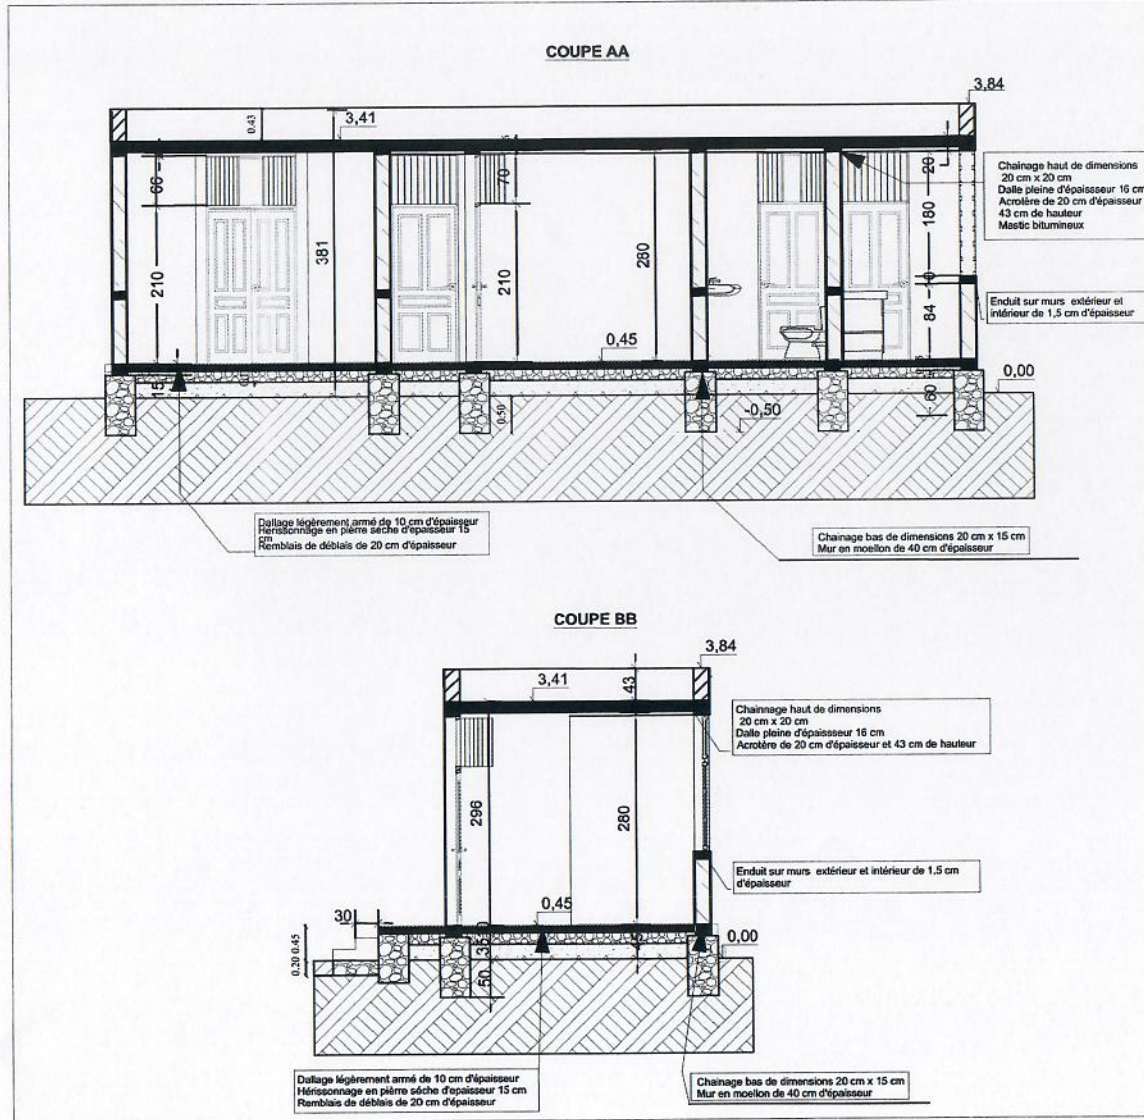 COUPE AA
3,84
0.43
3,41
66
70
20
Chainage haut de dimensions
20 cm x 20 cm
Dalle pleine d'épaissseur 16 cm
Acrotère de 20 cm d'épaisseur
43 cm de hauteur
Mastic bitumineux
180
381
280
210
210
10
84
Enduit sur murs extérieur et
intérieur de 1,5 cm d'épaisseur
0,45
0,00
15
60
0.50
-0,50
Dallage légèrement armé de 10 cm d'épaisseur
Hérissonnage en pierre sèche d'epaisseur 15
cm
Remblais de déblais de 20 cm d'épaisseur
Chainage bas de dimensions 20 cm x 15 cm
Mur en moellon de 40 cm d'épaisseur
COUPE BB
3,84
3,41
43
Chainnage haut de dimensions
20 cm x 20 cm
Dalle pleine d'épaissseur 16 cm
Acrotère de 20 cm d'épaisseur et 43 cm de hauteur
296
280
Enduit sur murs extérieur et intérieur de 1.5 cm
d'épaisseur
30
0,45
0,00
0.20 0.45
35
50
Dallage légèrement armé de 10 cm d'épaisseur
Hérissonnage en pierre sèche d'epaisseur 15 cm
Remblais de déblais de 20 cm d'épaisseur
Chainage bas de dimensions 20 cm x 15 cm
Mur en moellon de 40 cm d'épaisseur